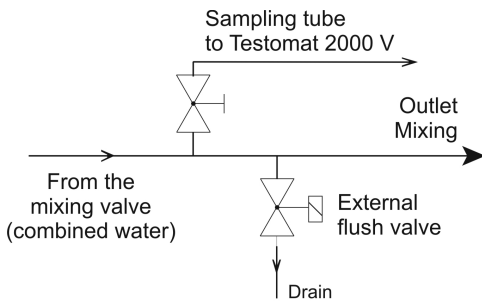 Sampling tube
to Testomat 2000 V
Outlet
Mixing
From the
mixing valve
(combined water)
External
flush valve
Drain